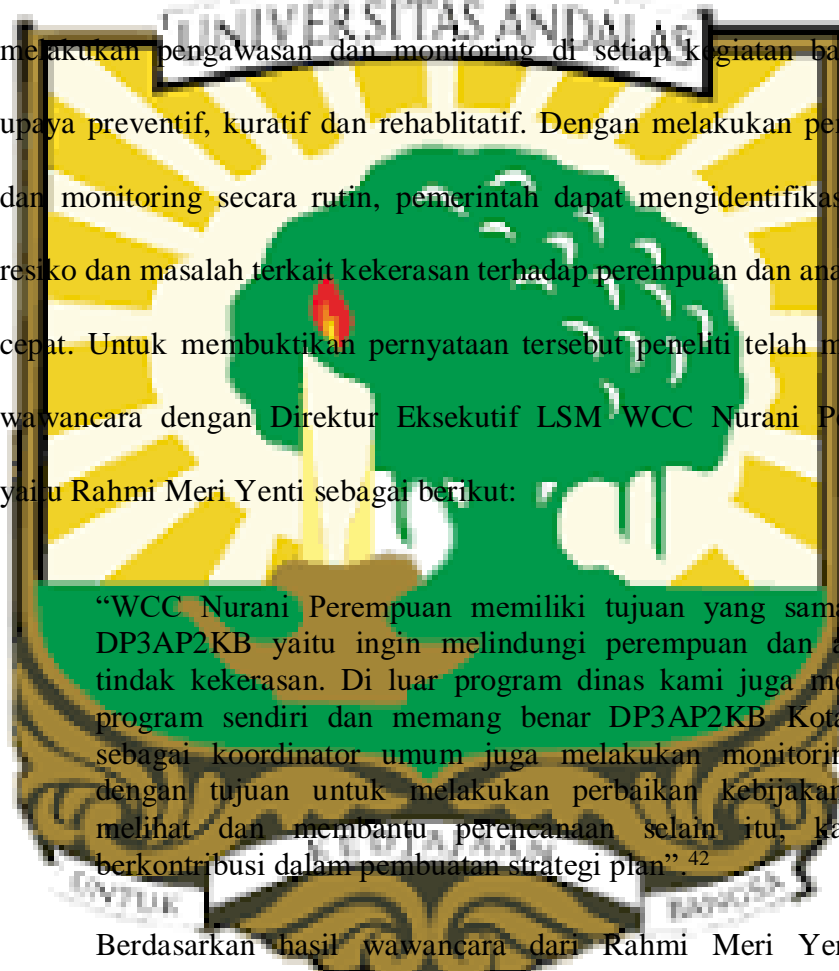 UNIVERSITAS ANDALAS
melakukan pengawasan dan monitoring di setiap kegiatan ba
upaya preventif, kuratif dan rehablitatif. Dengan melakukan pe
dan monitoring secara rutin, pemerintah dapat mengidentifikas
resiko dan masalah terkait kekerasan terhadap perempuan dan ana
cepat. Untuk membuktikan pernyataan tersebut peneliti telah m
wawancara dengan Direktur Eksekutif LSM WCC Nurani Pe
yaitu Rahmi Meri Yenti sebagai berikut:
“WCC Nurani Perempuan memiliki tujuan yang sama
DP3AP2KB yaitu ingin melindungi perempuan dan a
tindak kekerasan. Di luar program dinas kami juga me
program sendiri dan memang benar DP3AP2KB Kota
sebagai koordinator umum juga melakukan monitorin
dengan tujuan untuk melakukan perbaikan kebijakan
melihat dan membantu perencanaan selain itu, ka
berkontribusi dalam pembuatan strategi plan”.42
UNTUK KEDJAJAAN BANGSA
Berdasarkan hasil wawancara dari Rahmi Meri Yen